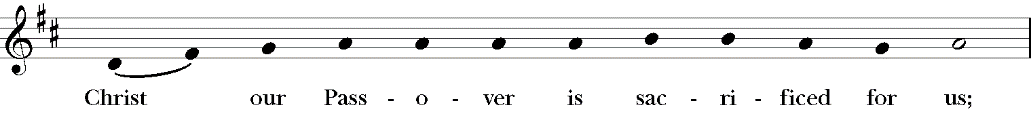 Christ our Pass - o - ver is sac - ri - ficed for us;